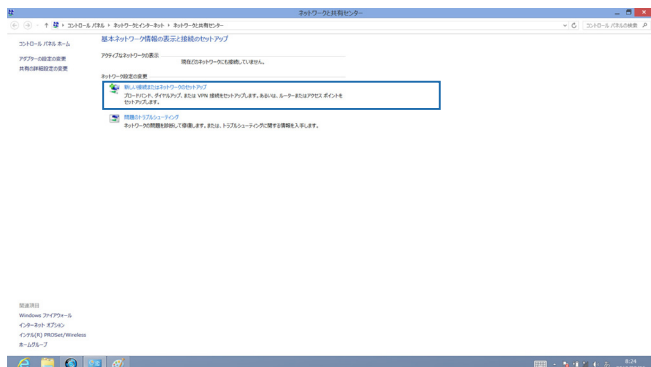 ネットワークと共有センター
コントロール パネル ▸ ネットワークとインターネット ▸ ネットワークと共有センター
コントロール パネルの検索
コントロール パネル ホーム
アダプターの設定の変更
共有の詳細設定の変更
基本ネットワーク情報の表示と接続のセットアップ
アクティブなネットワークの表示
現在どのネットワークにも接続していません。
ネットワーク設定の変更
新しい接続またはネットワークのセットアップ
ブロードバンド、ダイヤルアップ、または VPN 接続をセットアップします。あるいは、ルーターまたはアクセス ポイントを
セットアップします。
問題のトラブルシューティング
ネットワークの問題を診断して修復します。または、トラブルシューティングに関する情報を入手します。
関連項目
Windows ファイアウォール
インターネット オプション
インテル(R) PROSet/Wireless
ホームグループ
8:24